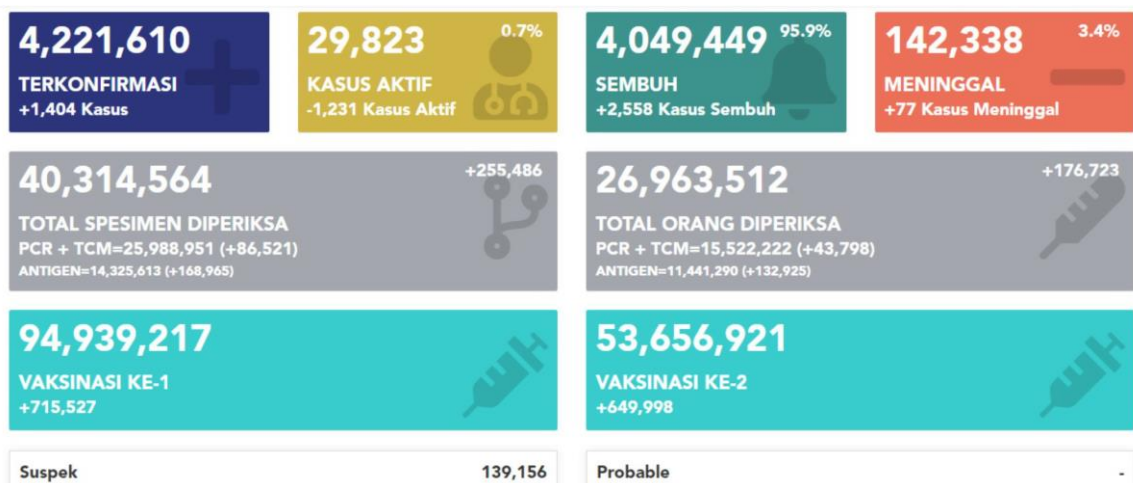 4,221,610
TERKONFIRMASI
+1,404 Kasus
29,823
0.7%
KASUS AKTIF
-1,231 Kasus Aktif
4,049,449
95.9%
SEMBUH
+2,558 Kasus Sembuh
142,338
3.4%
MENINGGAL
+77 Kasus Meninggal
40,314,564
+255,486
TOTAL SPESIMEN DIPERIKSA
PCR + TCM=25,988,951 (+86,521)
ANTIGEN=14,325,613 (+168,965)
26,963,512
+176,723
TOTAL ORANG DIPERIKSA
PCR + TCM=15,522,222 (+43,798)
ANTIGEN=11,441,290 (+132,925)
94,939,217
VAKSINASI KE-1
+715,527
53,656,921
VAKSINASI KE-2
+649,998
Suspek 139,156
Probable -